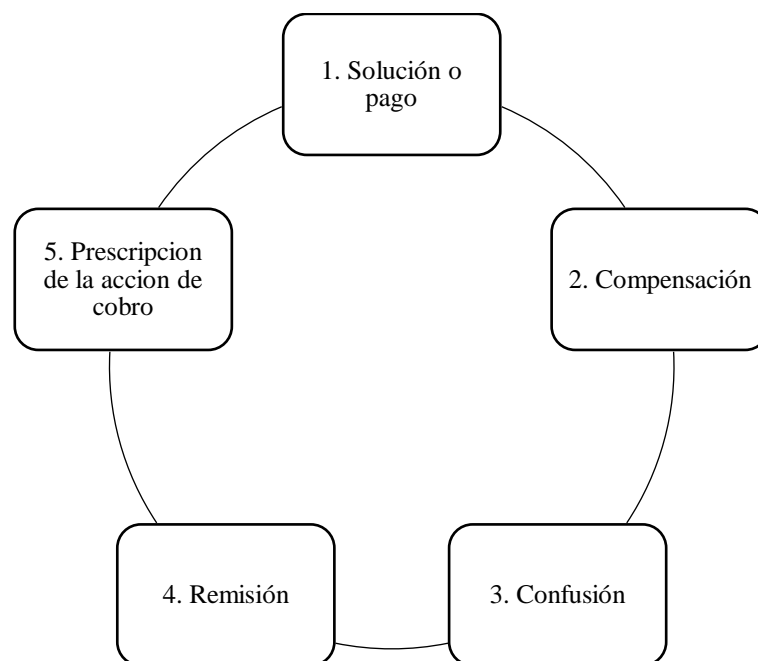 1. Solución o
pago
2. Compensación
3. Confusión
4. Remisión
5. Prescripcion
de la accion de
cobro